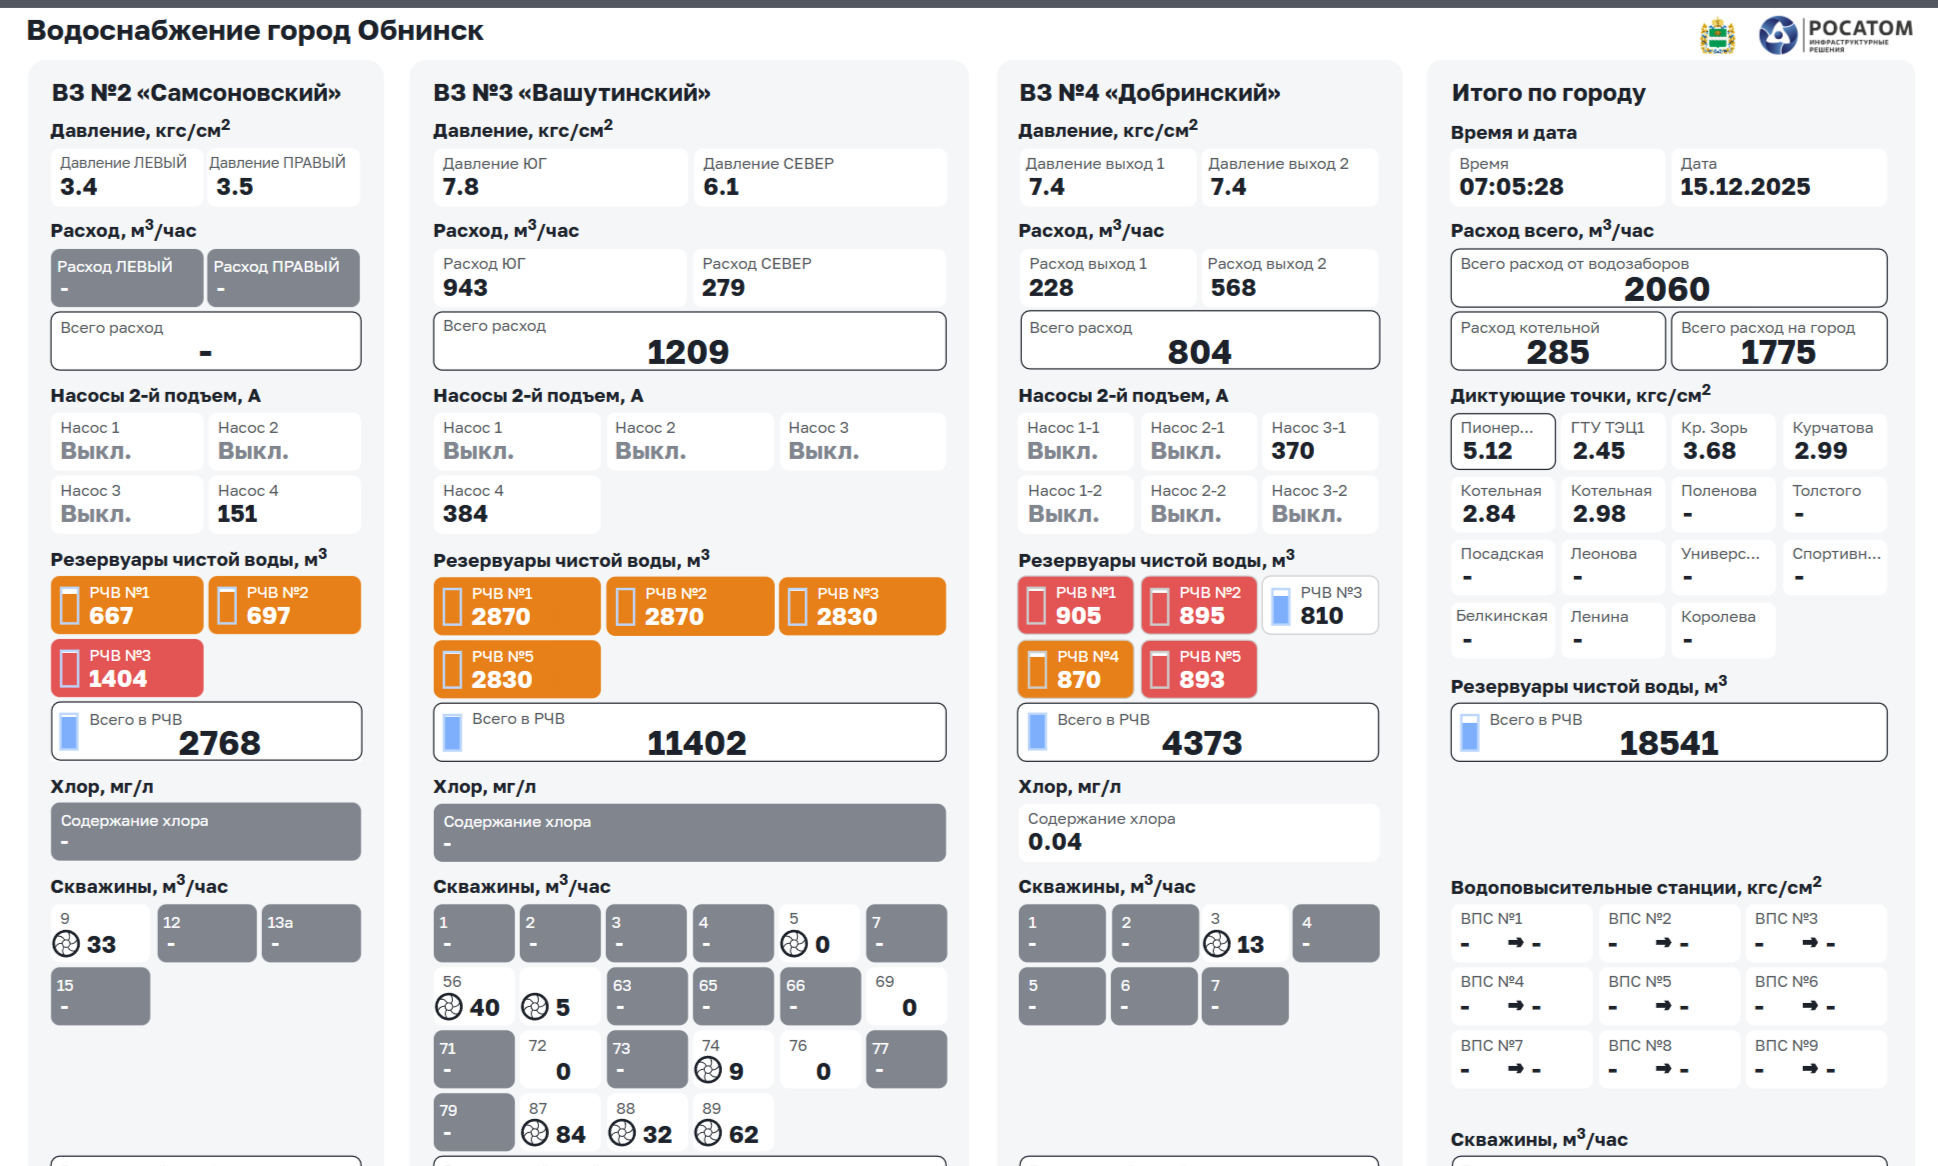 Водоснабжение город Обнинск
РОСАТОМ
ИНФРАСТРУКТУРНЫЕ
РЕШЕНИЯ
ВЗ №2 «Самсоновский»
Давление, кгс/см2
Давление ЛЕВЫЙ
3.4
Давление ПРАВЫЙ
3.5
Расход, м3/час
Расход ЛЕВЫЙ
-
Расход ПРАВЫЙ
-
Всего расход
-
Насосы 2-й подъем, А
Насос 1
Выкл.
Насос 2
Выкл.
Насос 3
Выкл.
Насос 4
151
Резервуары чистой воды, м3
РЧВ №1
667
РЧВ №2
697
РЧВ №3
1404
Всего в РЧВ
2768
Хлор, мг/л
Содержание хлора
-
Скважины, м3/час
9
33
12
-
13а
-
15
-
ВЗ №3 «Вашутинский»
Давление, кгс/см2
Давление ЮГ
7.8
Давление СЕВЕР
6.1
Расход, м3/час
Расход ЮГ
943
Расход СЕВЕР
279
Всего расход
1209
Насосы 2-й подъем, А
Насос 1
Выкл.
Насос 2
Выкл.
Насос 3
Выкл.
Насос 4
384
Резервуары чистой воды, м3
РЧВ №1
2870
РЧВ №2
2870
РЧВ №3
2830
РЧВ №5
2830
Всего в РЧВ
11402
Хлор, мг/л
Содержание хлора
-
Скважины, м3/час
1
-
2
-
3
-
4
-
5
0
7
-
56
40
5
63
-
65
-
66
-
69
0
71
-
72
0
73
-
74
9
76
0
77
-
79
-
87
84
88
32
89
62
ВЗ №4 «Добринский»
Давление, кгс/см2
Давление выход 1
7.4
Давление выход 2
7.4
Расход, м3/час
Расход выход 1
228
Расход выход 2
568
Всего расход
804
Насосы 2-й подъем, А
Насос 1-1
Выкл.
Насос 2-1
Выкл.
Насос 3-1
370
Насос 1-2
Выкл.
Насос 2-2
Выкл.
Насос 3-2
Выкл.
Резервуары чистой воды, м3
РЧВ №1
905
РЧВ №2
895
РЧВ №3
810
РЧВ №4
870
РЧВ №5
893
Всего в РЧВ
4373
Хлор, мг/л
Содержание хлора
0.04
Скважины, м3/час
1
-
2
-
3
13
4
-
5
-
6
-
7
-
Итого по городу
Время и дата
Время
07:05:28
Дата
15.12.2025
Расход всего, м3/час
Всего расход от водозаборов
2060
Расход котельной
285
Всего расход на город
1775
Диктующие точки, кгс/см2
Пионер...
5.12
ГТУ ТЭЦ1
2.45
Кр. Зорь
3.68
Курчатова
2.99
Котельная
2.84
Котельная
2.98
Поленова
-
Толстого
-
Посадская
-
Леонова
-
Универс...
-
Спортивн...
-
Белкинская
-
Ленина
-
Королева
-
Резервуары чистой воды, м3
Всего в РЧВ
18541
Водоповысительные станции, кгс/см2
ВПС №1
- ➔ -
ВПС №2
- ➔ -
ВПС №3
- ➔ -
ВПС №4
- ➔ -
ВПС №5
- ➔ -
ВПС №6
- ➔ -
ВПС №7
- ➔ -
ВПС №8
- ➔ -
ВПС №9
- ➔ -
Скважины, м3/час